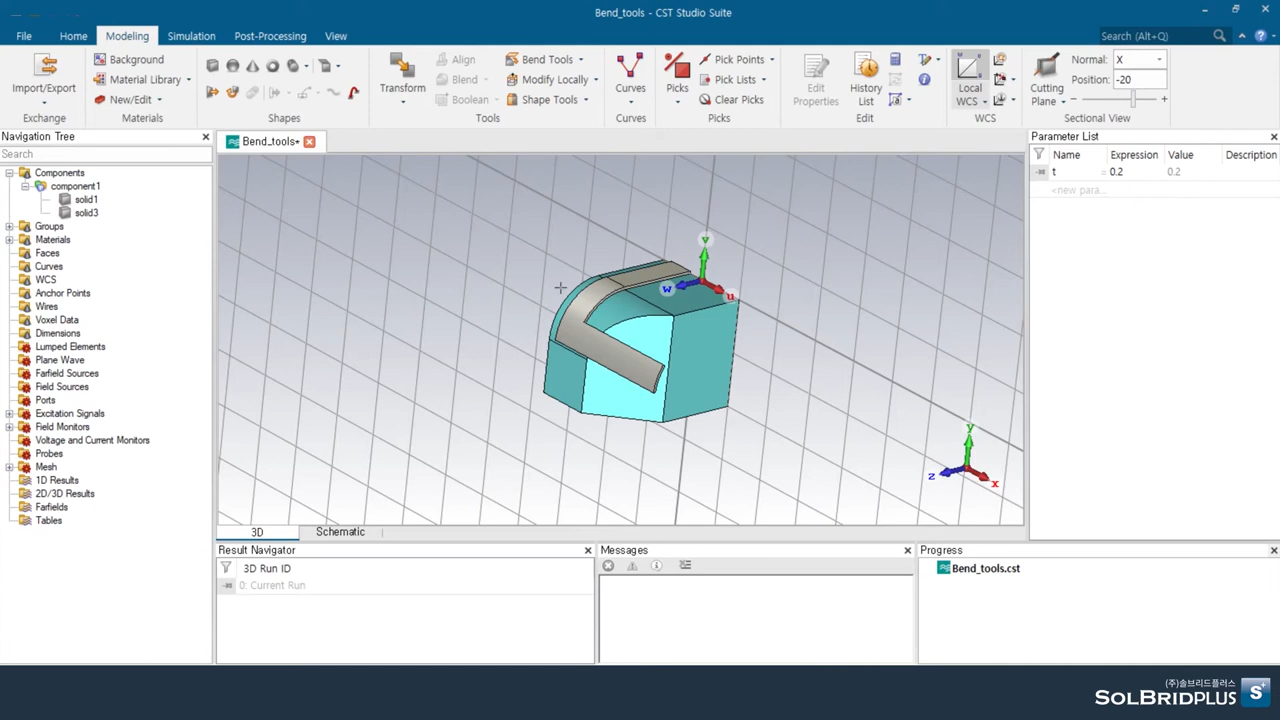 Bend_tools - CST Studio Suite
File Home Modeling Simulation Post-Processing View Search (Alt+Q)
Import/Export
Exchange
Background
Material Library
New/Edit
Materials
Shapes
Transform
Align
Blend
Boolean
Bend Tools
Modify Locally
Shape Tools
Tools
Curves
Curves
Picks
Pick Points
Pick Lists
Clear Picks
Picks
Edit
Properties
History
List
Edit
Local
WCS
WCS
Cutting
Plane
Normal: X
Position: -20
Sectional View
Navigation Tree
Search
Components
component1
solid1
solid3
Groups
Materials
Faces
Curves
WCS
Anchor Points
Wires
Voxel Data
Dimensions
Lumped Elements
Plane Wave
Farfield Sources
Field Sources
Ports
Excitation Signals
Field Monitors
Voltage and Current Monitors
Probes
Mesh
1D Results
2D/3D Results
Farfields
Tables
Bend_tools*
v
w
u
y
z
x
3D Schematic
Parameter List
Name Expression Value Description
t = 0.2 0.2
<new para...
Result Navigator
3D Run ID
0: Current Run
Messages
Progress
Bend_tools.cst
(주)솔브리드플러스
SOLBRIDPLUS
S+